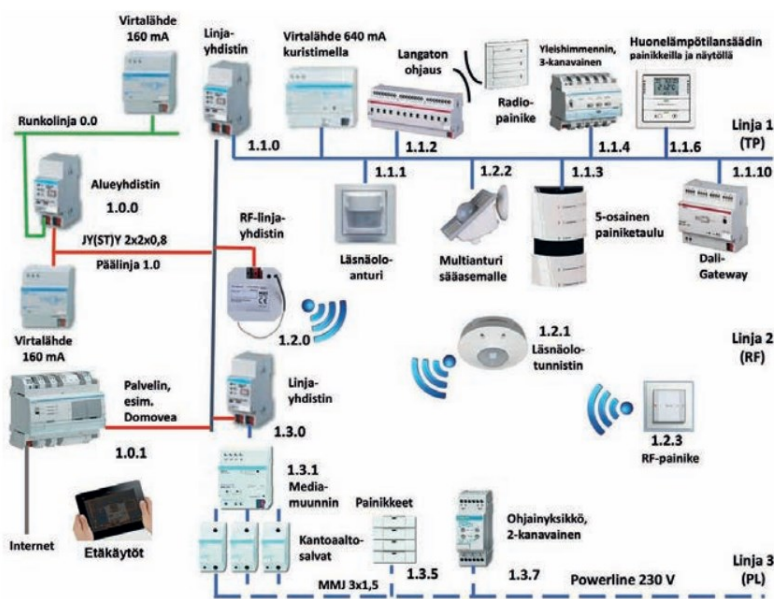 Virtalähde
160 mA
Linja-
yhdistin
Virtalähde 640 mA
kuristimella
Langaton
ohjaus
Radio-
painike
Yleishimmennin,
3-kanavainen
Huonelämpötilansäädin
painikkeilla ja näytöllä
Runkolinja 0.0
Linja 1
(TP)
1.1.0
1.1.2
1.1.4
1.1.6
1.1.1
1.2.2
1.1.3
1.1.10
Alueyhdistin
1.0.0
RF-linja-
yhdistin
JY(ST)Y 2x2x0,8
Päälinja 1.0
Läsnäolo-
anturi
Multianturi
sääasemalle
5-osainen
painiketaulu
Dali-
Gateway
Virtalähde
160 mA
1.2.0
1.2.1
Läsnäolo-
tunnistin
Linja 2
(RF)
Palvelin,
esim.
Domovea
Linja-
yhdistin
1.3.0
1.0.1
1.2.3
RF-painike
1.3.1
Media-
muunnin
Painikkeet
Ohjainyksikkö,
2-kanavainen
Internet
Etäkäytöt
Kantoaalto-
salvat
Linja 3
(PL)
MMJ 3x1,5
1.3.5
1.3.7
Powerline 230 V